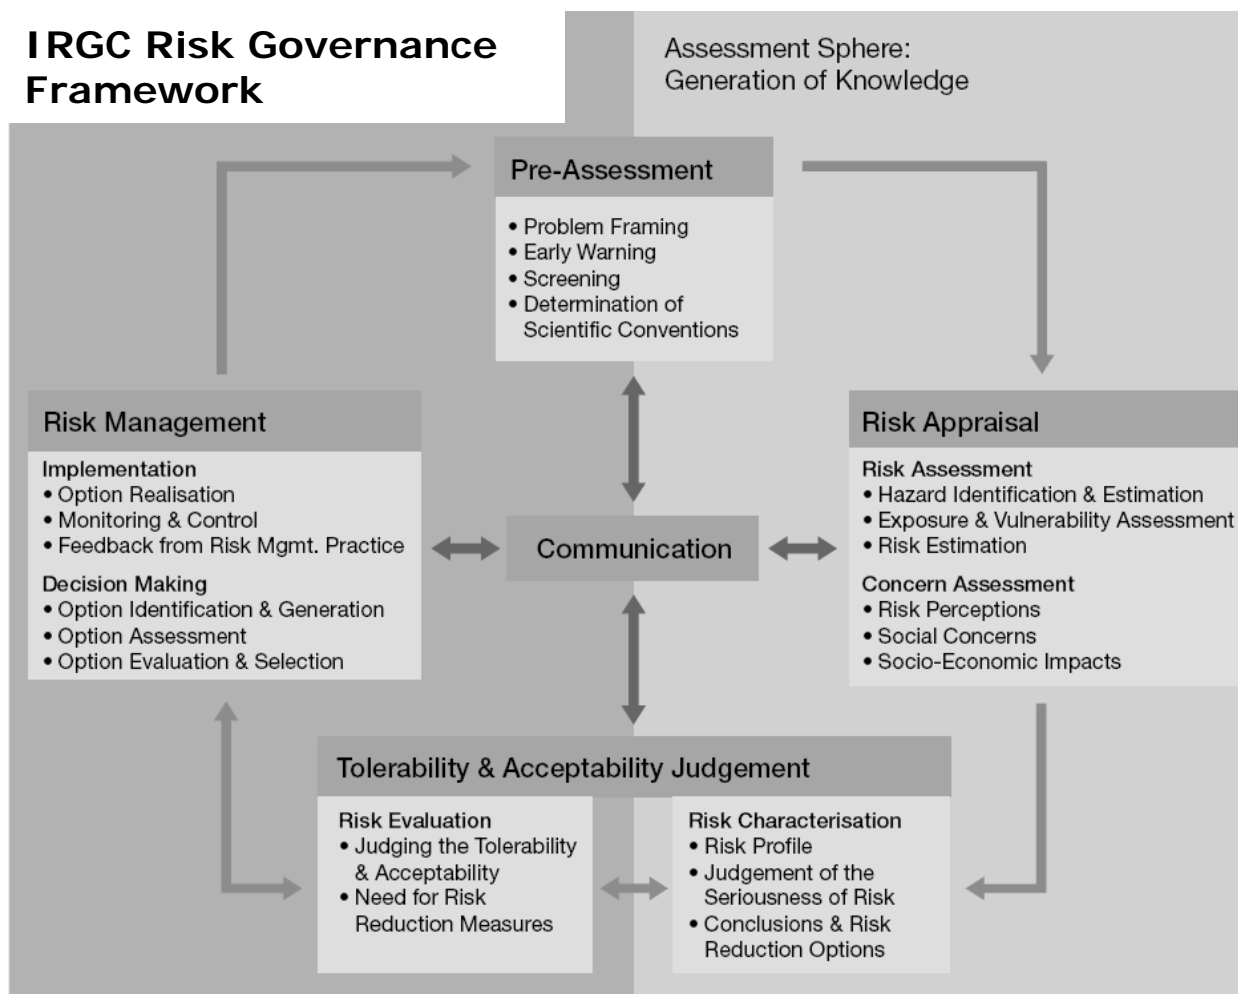 IRGC Risk Governance
Framework
Assessment Sphere:
Generation of Knowledge
Pre-Assessment
• Problem Framing
• Early Warning
• Screening
• Determination of
Scientific Conventions
Risk Management
Implementation
• Option Realisation
• Monitoring & Control
• Feedback from Risk Mgmt. Practice
Decision Making
• Option Identification & Generation
• Option Assessment
• Option Evaluation & Selection
Communication
Risk Appraisal
Risk Assessment
• Hazard Identification & Estimation
• Exposure & Vulnerability Assessment
• Risk Estimation
Concern Assessment
• Risk Perceptions
• Social Concerns
• Socio-Economic Impacts
Tolerability & Acceptability Judgement
Risk Evaluation
• Judging the Tolerability
& Acceptability
• Need for Risk
Reduction Measures
Risk Characterisation
• Risk Profile
• Judgement of the
Seriousness of Risk
• Conclusions & Risk
Reduction Options